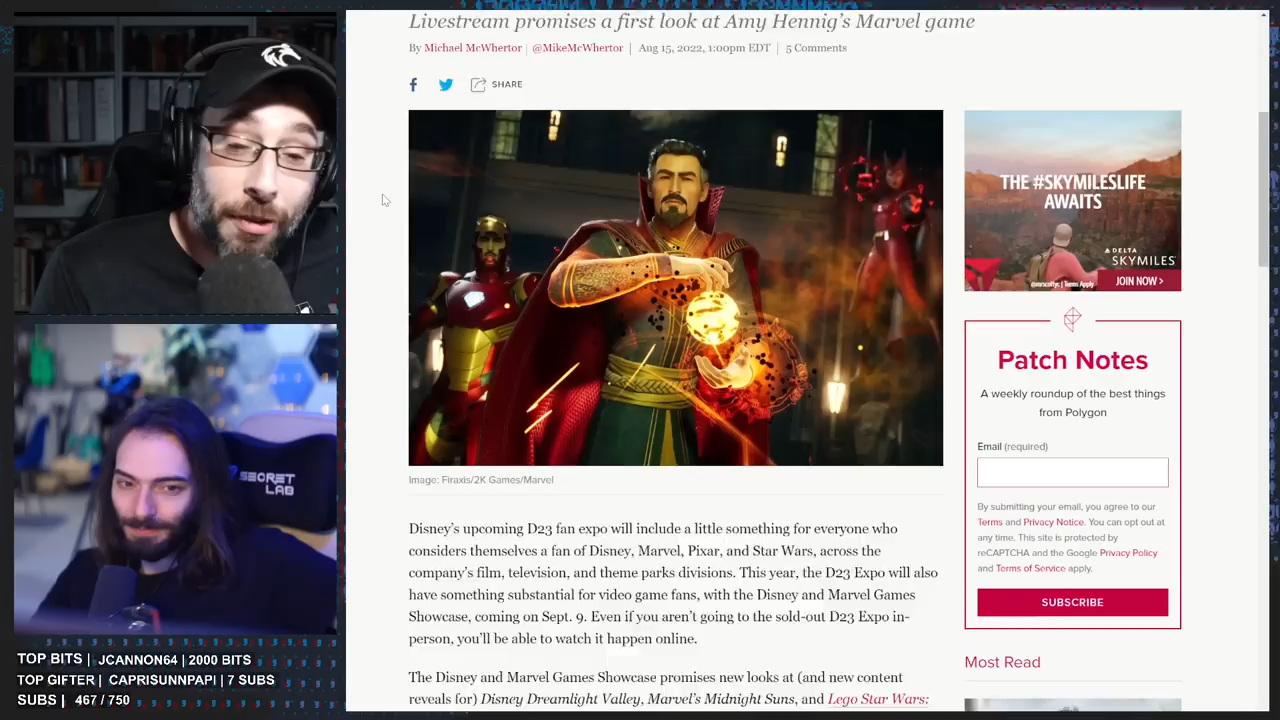 Livestream promises a first look at Amy Hennig's Marvel game
By Michael McWhertor | @MikeMcWhertor | Aug 15, 2022, 1:00pm EDT | 5 Comments
SHARE
THE #SKYMILESLIFE
AWAITS
DELTA
SKYMILES
@mrscottyc | Terms Apply
JOIN NOW >
Image: Firaxis/2K Games/Marvel
Disney's upcoming D23 fan expo will include a little something for everyone who
considers themselves a fan of Disney, Marvel, Pixar, and Star Wars, across the
company's film, television, and theme parks divisions. This year, the D23 Expo will also
have something substantial for video game fans, with the Disney and Marvel Games
Showcase, coming on Sept. 9. Even if you aren't going to the sold-out D23 Expo in-
person, you'll be able to watch it happen online.
The Disney and Marvel Games Showcase promises new looks at (and new content
reveals for) Disney Dreamlight Valley, Marvel's Midnight Suns, and Lego Star Wars:
Patch Notes
A weekly roundup of the best things
from Polygon
Email (required)
By submitting your email, you agree to our
Terms and Privacy Notice. You can opt out at
any time. This site is protected by
reCAPTCHA and the Google Privacy Policy
and Terms of Service apply.
SUBSCRIBE
Most Read
SECRET
LAB
TOP BITS | JCANNON64 | 2000 BITS
TOP GIFTER | CAPRISUNNPAPI | 7 SUBS
SUBS | 467 / 750